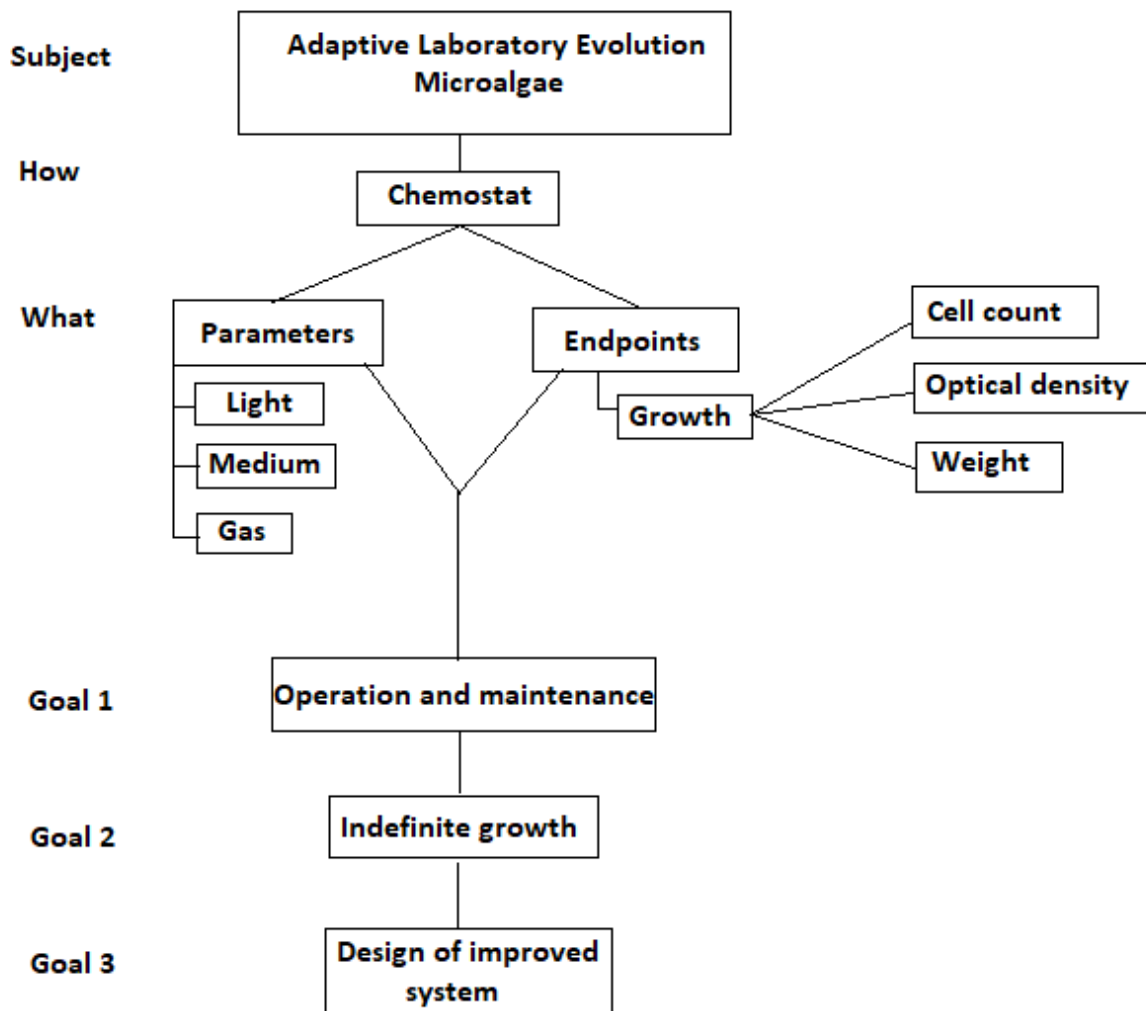 Subject
Adaptive Laboratory Evolution
Microalgae
How
Chemostat
What
Parameters
Endpoints
Cell count
Optical density
Weight
Growth
Light
Medium
Gas
Goal 1
Operation and maintenance
Goal 2
Indefinite growth
Goal 3
Design of improved
system